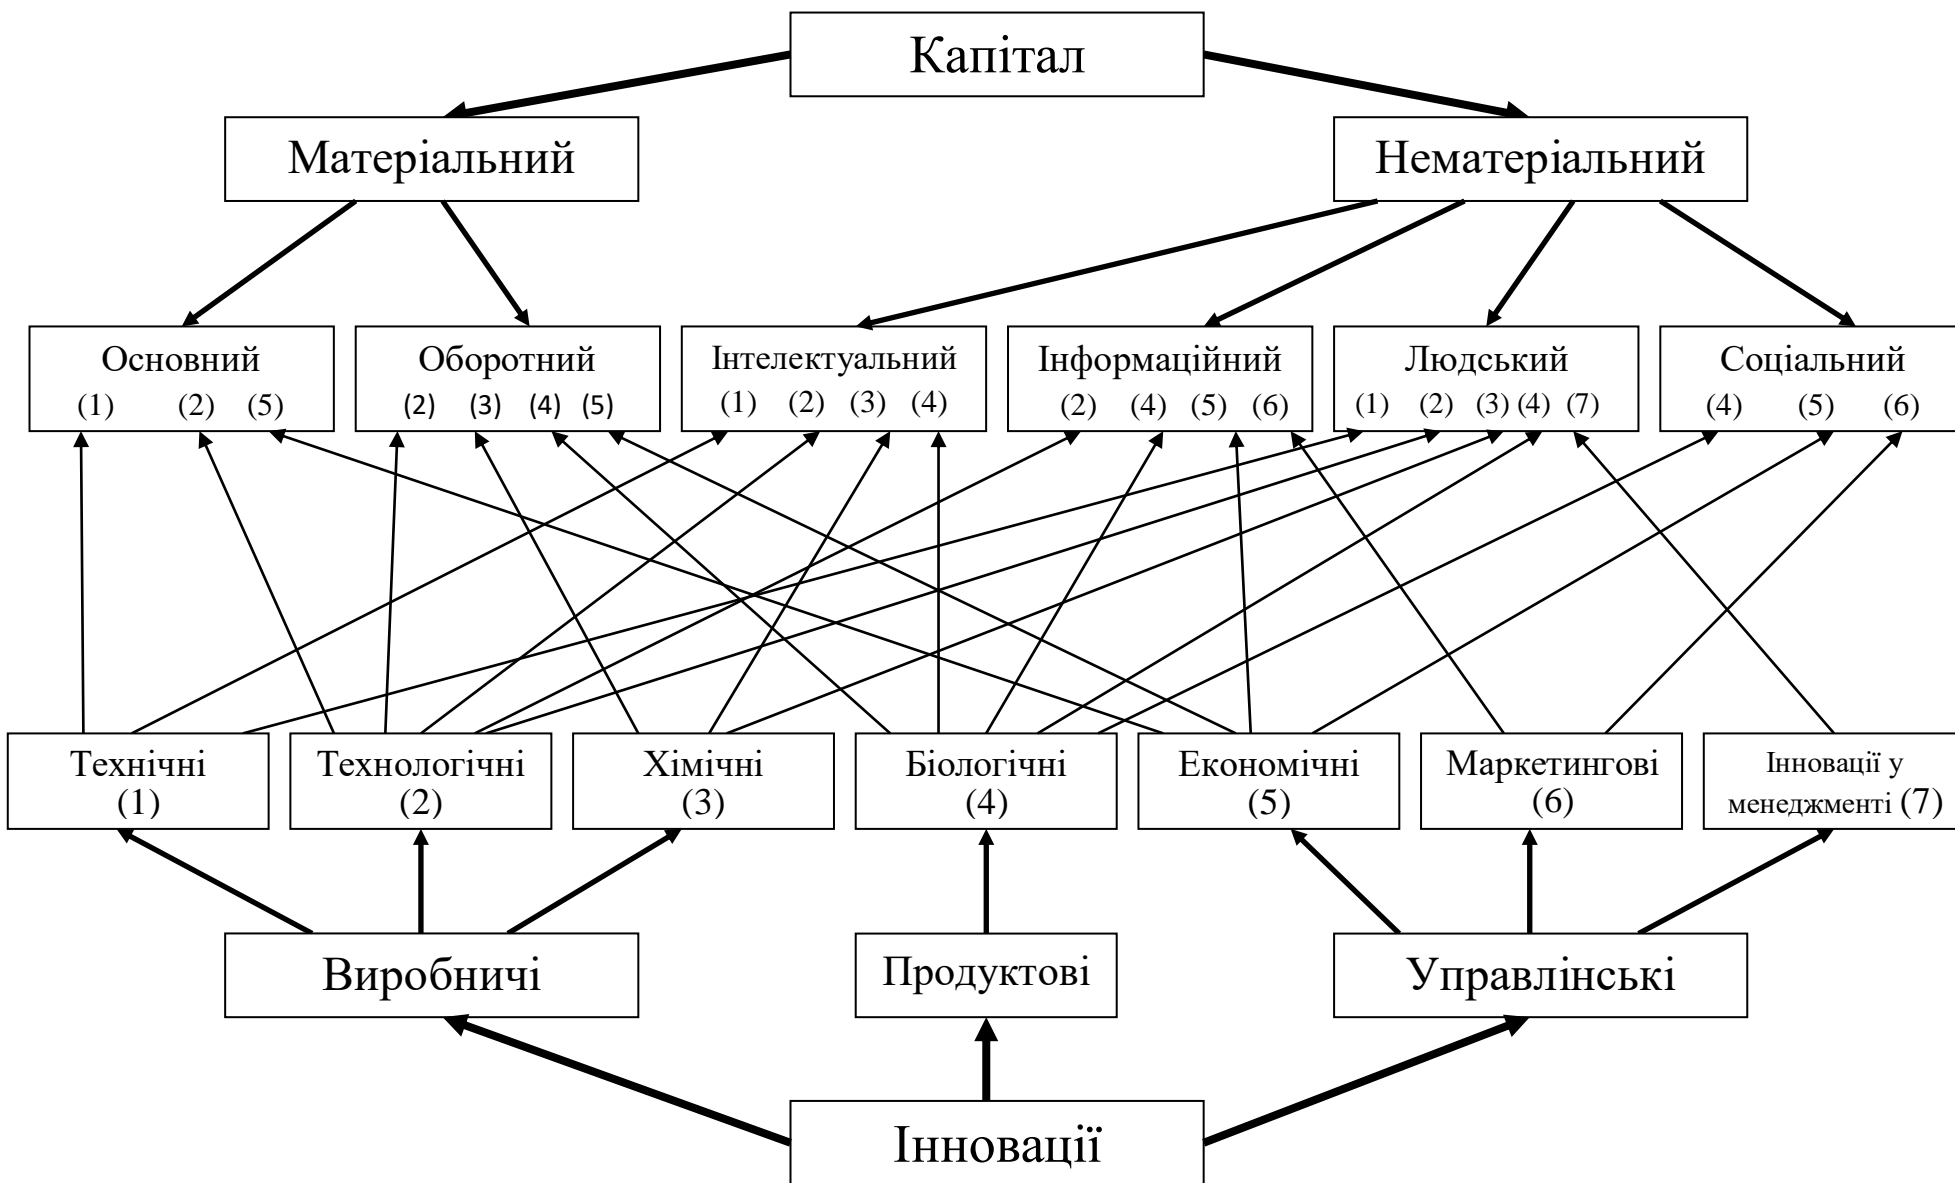 Капітал
Матеріальний
Нематеріальний
Основний
(1) (2) (5)
Оборотний
(2) (3) (4) (5)
Інтелектуальний
(1) (2) (3) (4)
Інформаційний
(2) (4) (5) (6)
Людський
(1) (2) (3) (4) (7)
Соціальний
(4) (5) (6)
Технічні
(1)
Технологічні
(2)
Хімічні
(3)
Біологічні
(4)
Економічні
(5)
Маркетингові
(6)
Інновації у
менеджменті (7)
Виробничі
Продуктові
Управлінські
Інновації